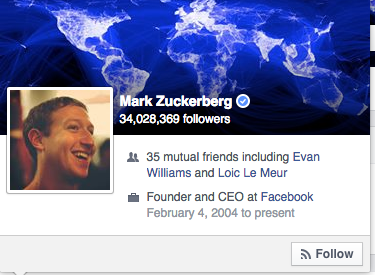 Mark Zuckerberg
34,028,369 followers
35 mutual friends including Evan
Williams and Loic Le Meur
Founder and CEO at Facebook
February 4, 2004 to present
Follow